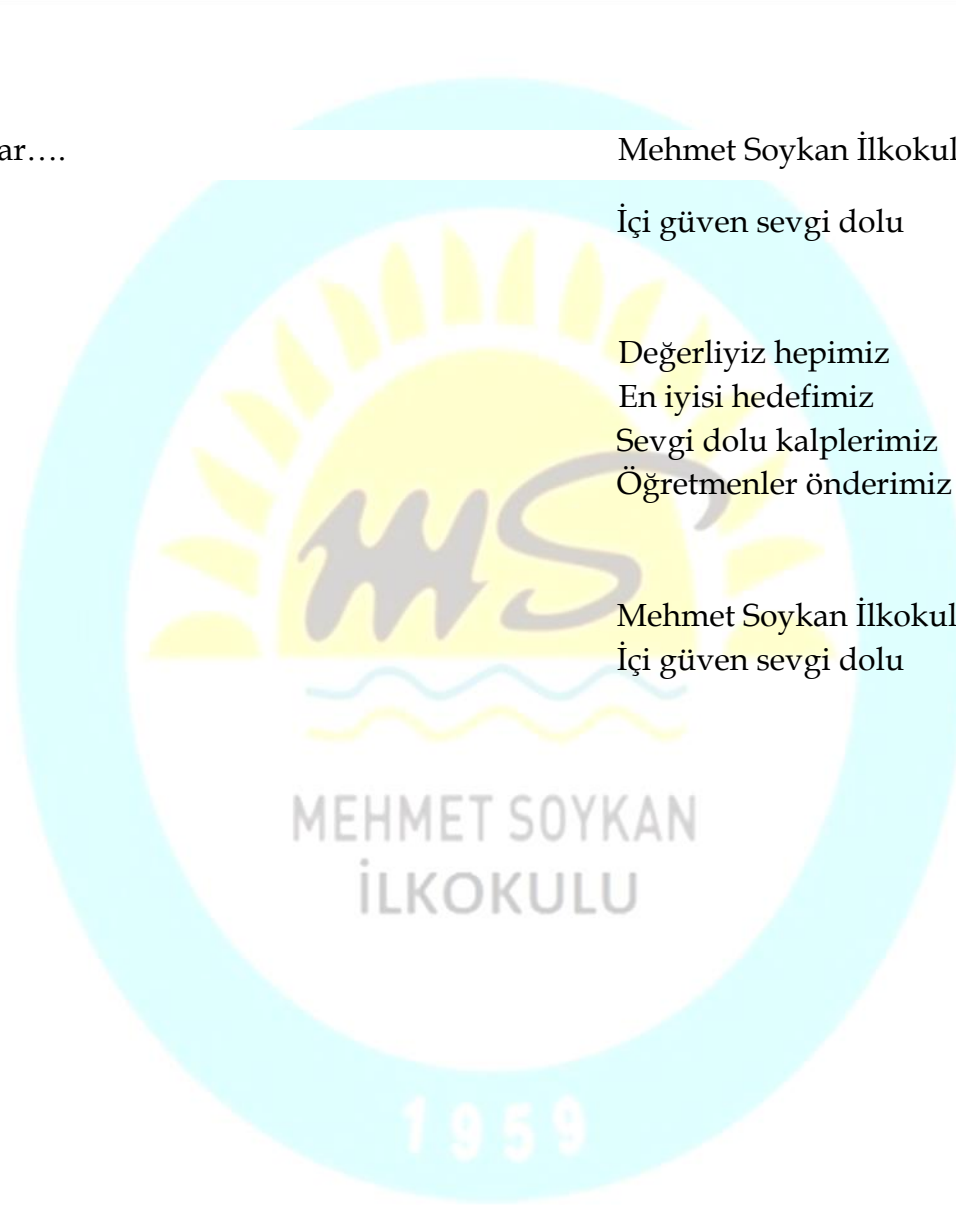 ar….
Mehmet Soykan İlkokul
İçi güven sevgi dolu
Değerliyiz hepimiz
En iyisi hedefimiz
Sevgi dolu kalplerimiz
Öğretmenler önderimiz
Mehmet Soykan İlkokul
İçi güven sevgi dolu
MS
MEHMET SOYKAN
İLKOKULU
1959